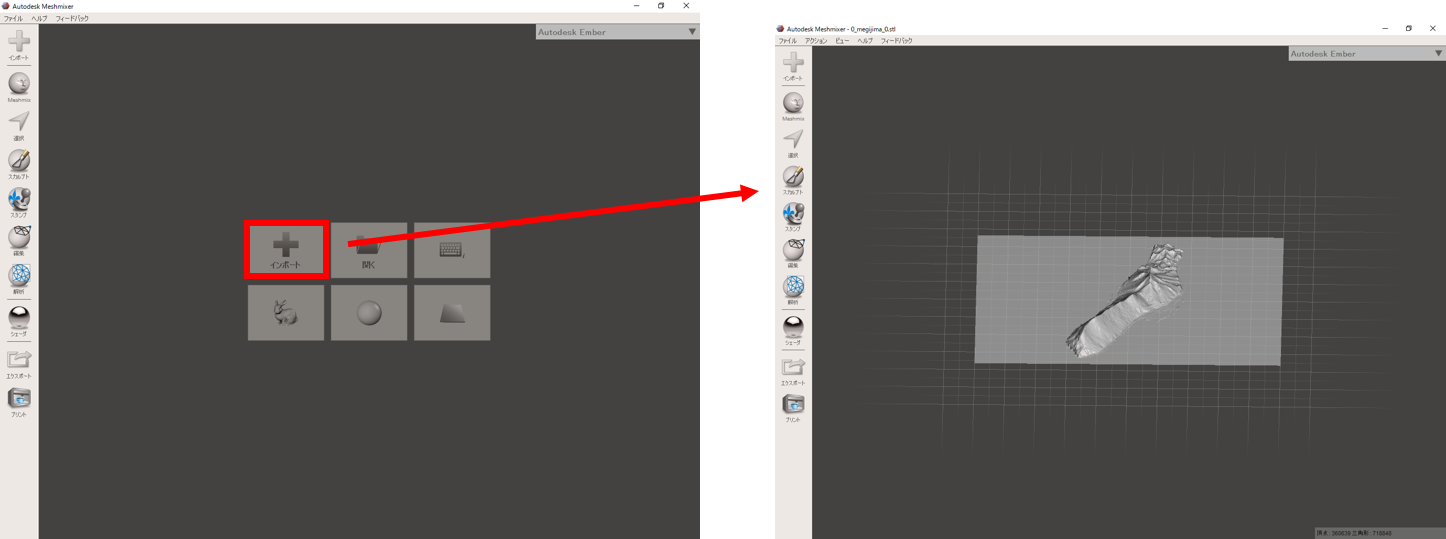 Autodesk Meshmixer
ファイル ヘルプ フィードバック
Autodesk Ember
インポート
Meshmix
選択
スカルプト
スタンプ
編集
解析
シェーダ
エクスポート
プリント
インポート
開く
Autodesk Meshmixer - 0_megijima_0.stl
ファイル アクション ビュー ヘルプ フィードバック
Autodesk Ember
インポート
Meshmix
選択
スカルプト
スタンプ
編集
解析
シェーダ
エクスポート
プリント
頂点: 三角形: